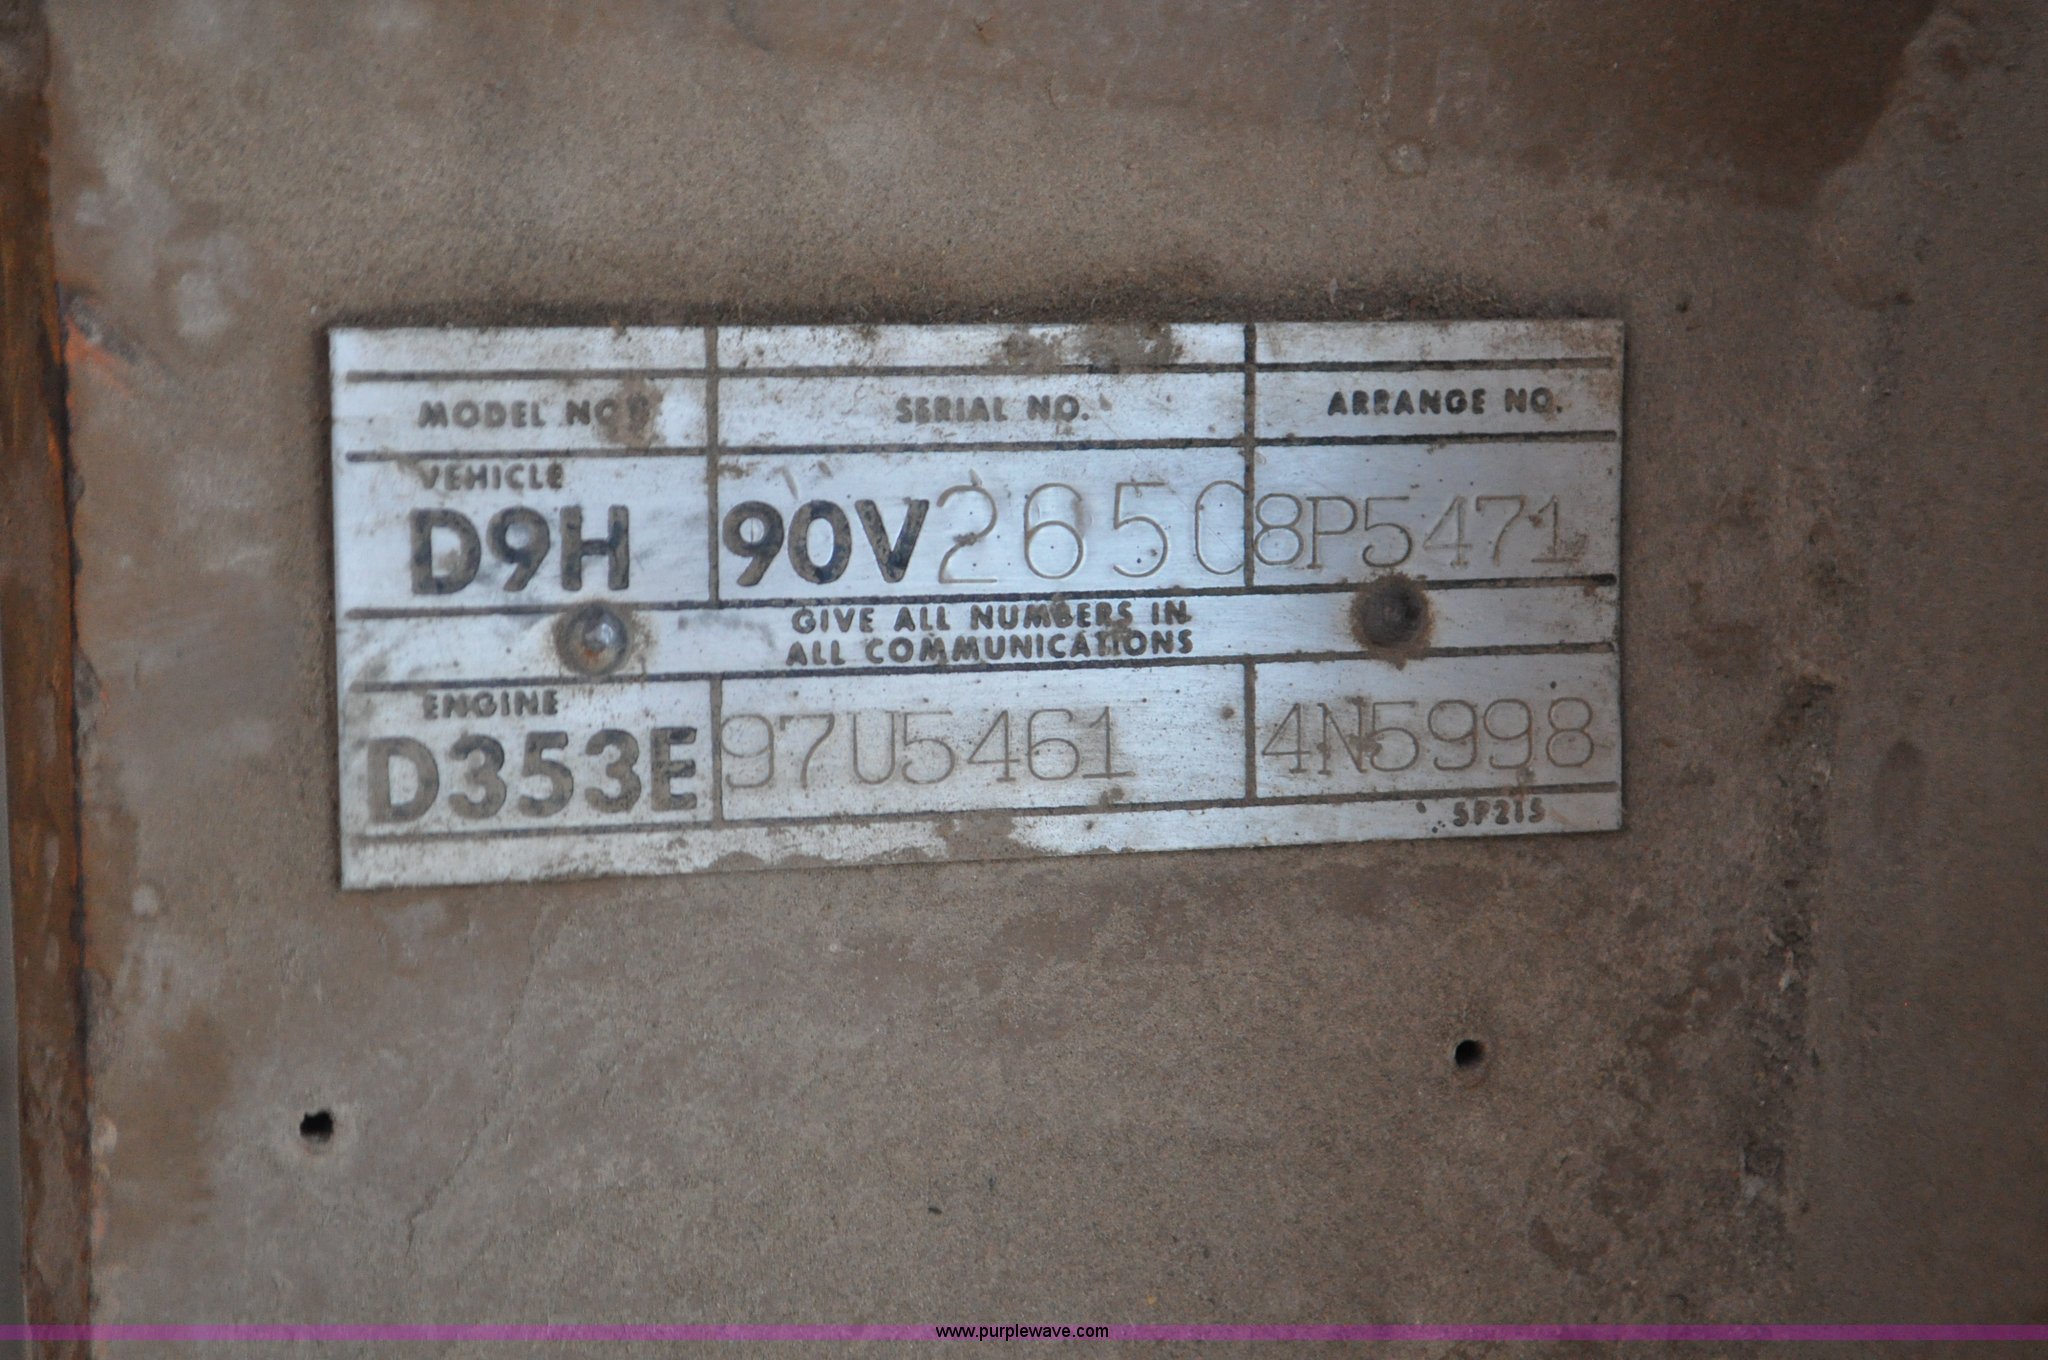 MODEL NO. SERIAL NO. ARRANGE NO.
VEHICLE
D9H 90V2650 8P5471
GIVE ALL NUMBERS IN
ALL COMMUNICATIONS
ENGINE
D353E 97U5461 4N5998
5P215
www.purplewave.com